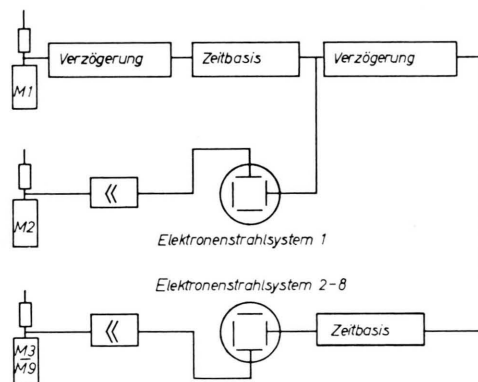 Verzögerung
Zeitbasis
Verzögerung
M1
M2
Elektronenstrahlsystem 1
Elektronenstrahlsystem 2-8
Zeitbasis
M3
M9